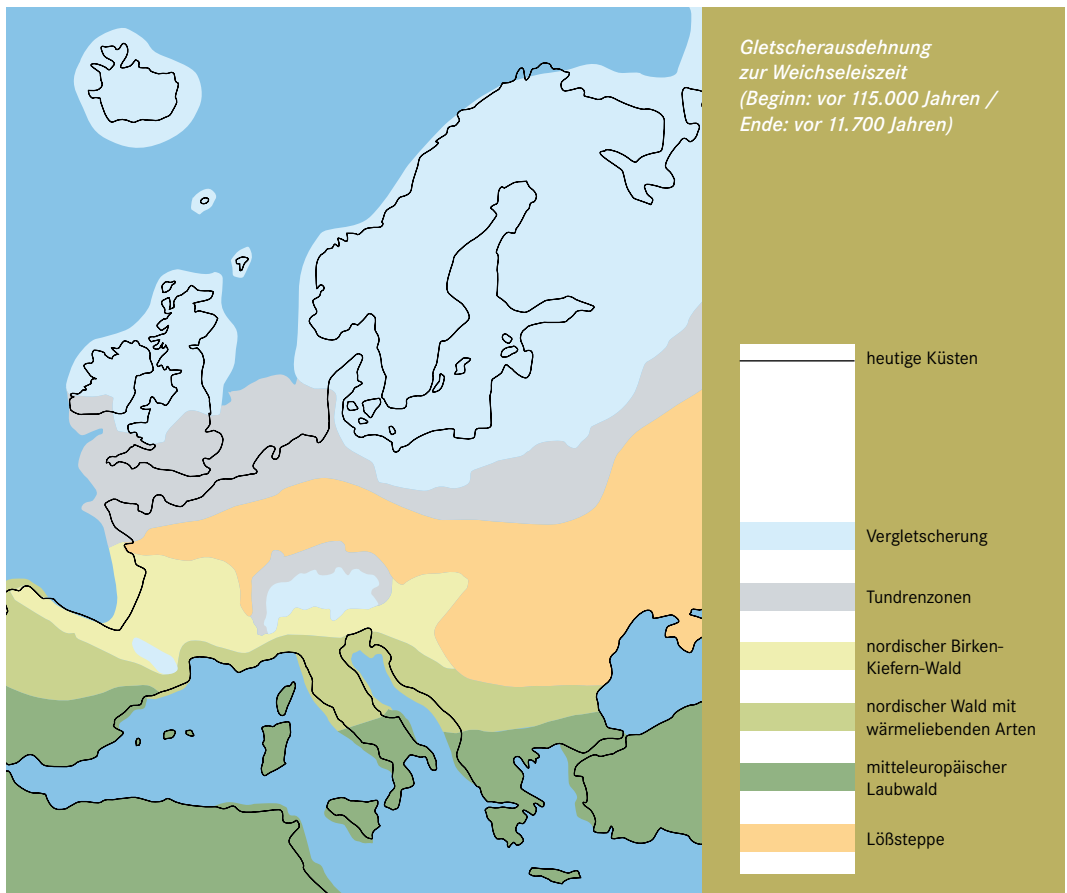 Gletscherausdehnung
zur Weichseleiszeit
(Beginn: vor 115.000 Jahren /
Ende: vor 11.700 Jahren)
heutige Küsten
Vergletscherung
Tundrenzonen
nordischer Birken-
Kiefern-Wald
nordischer Wald mit
wärmeliebenden Arten
mitteleuropäischer
Laubwald
Lößsteppe